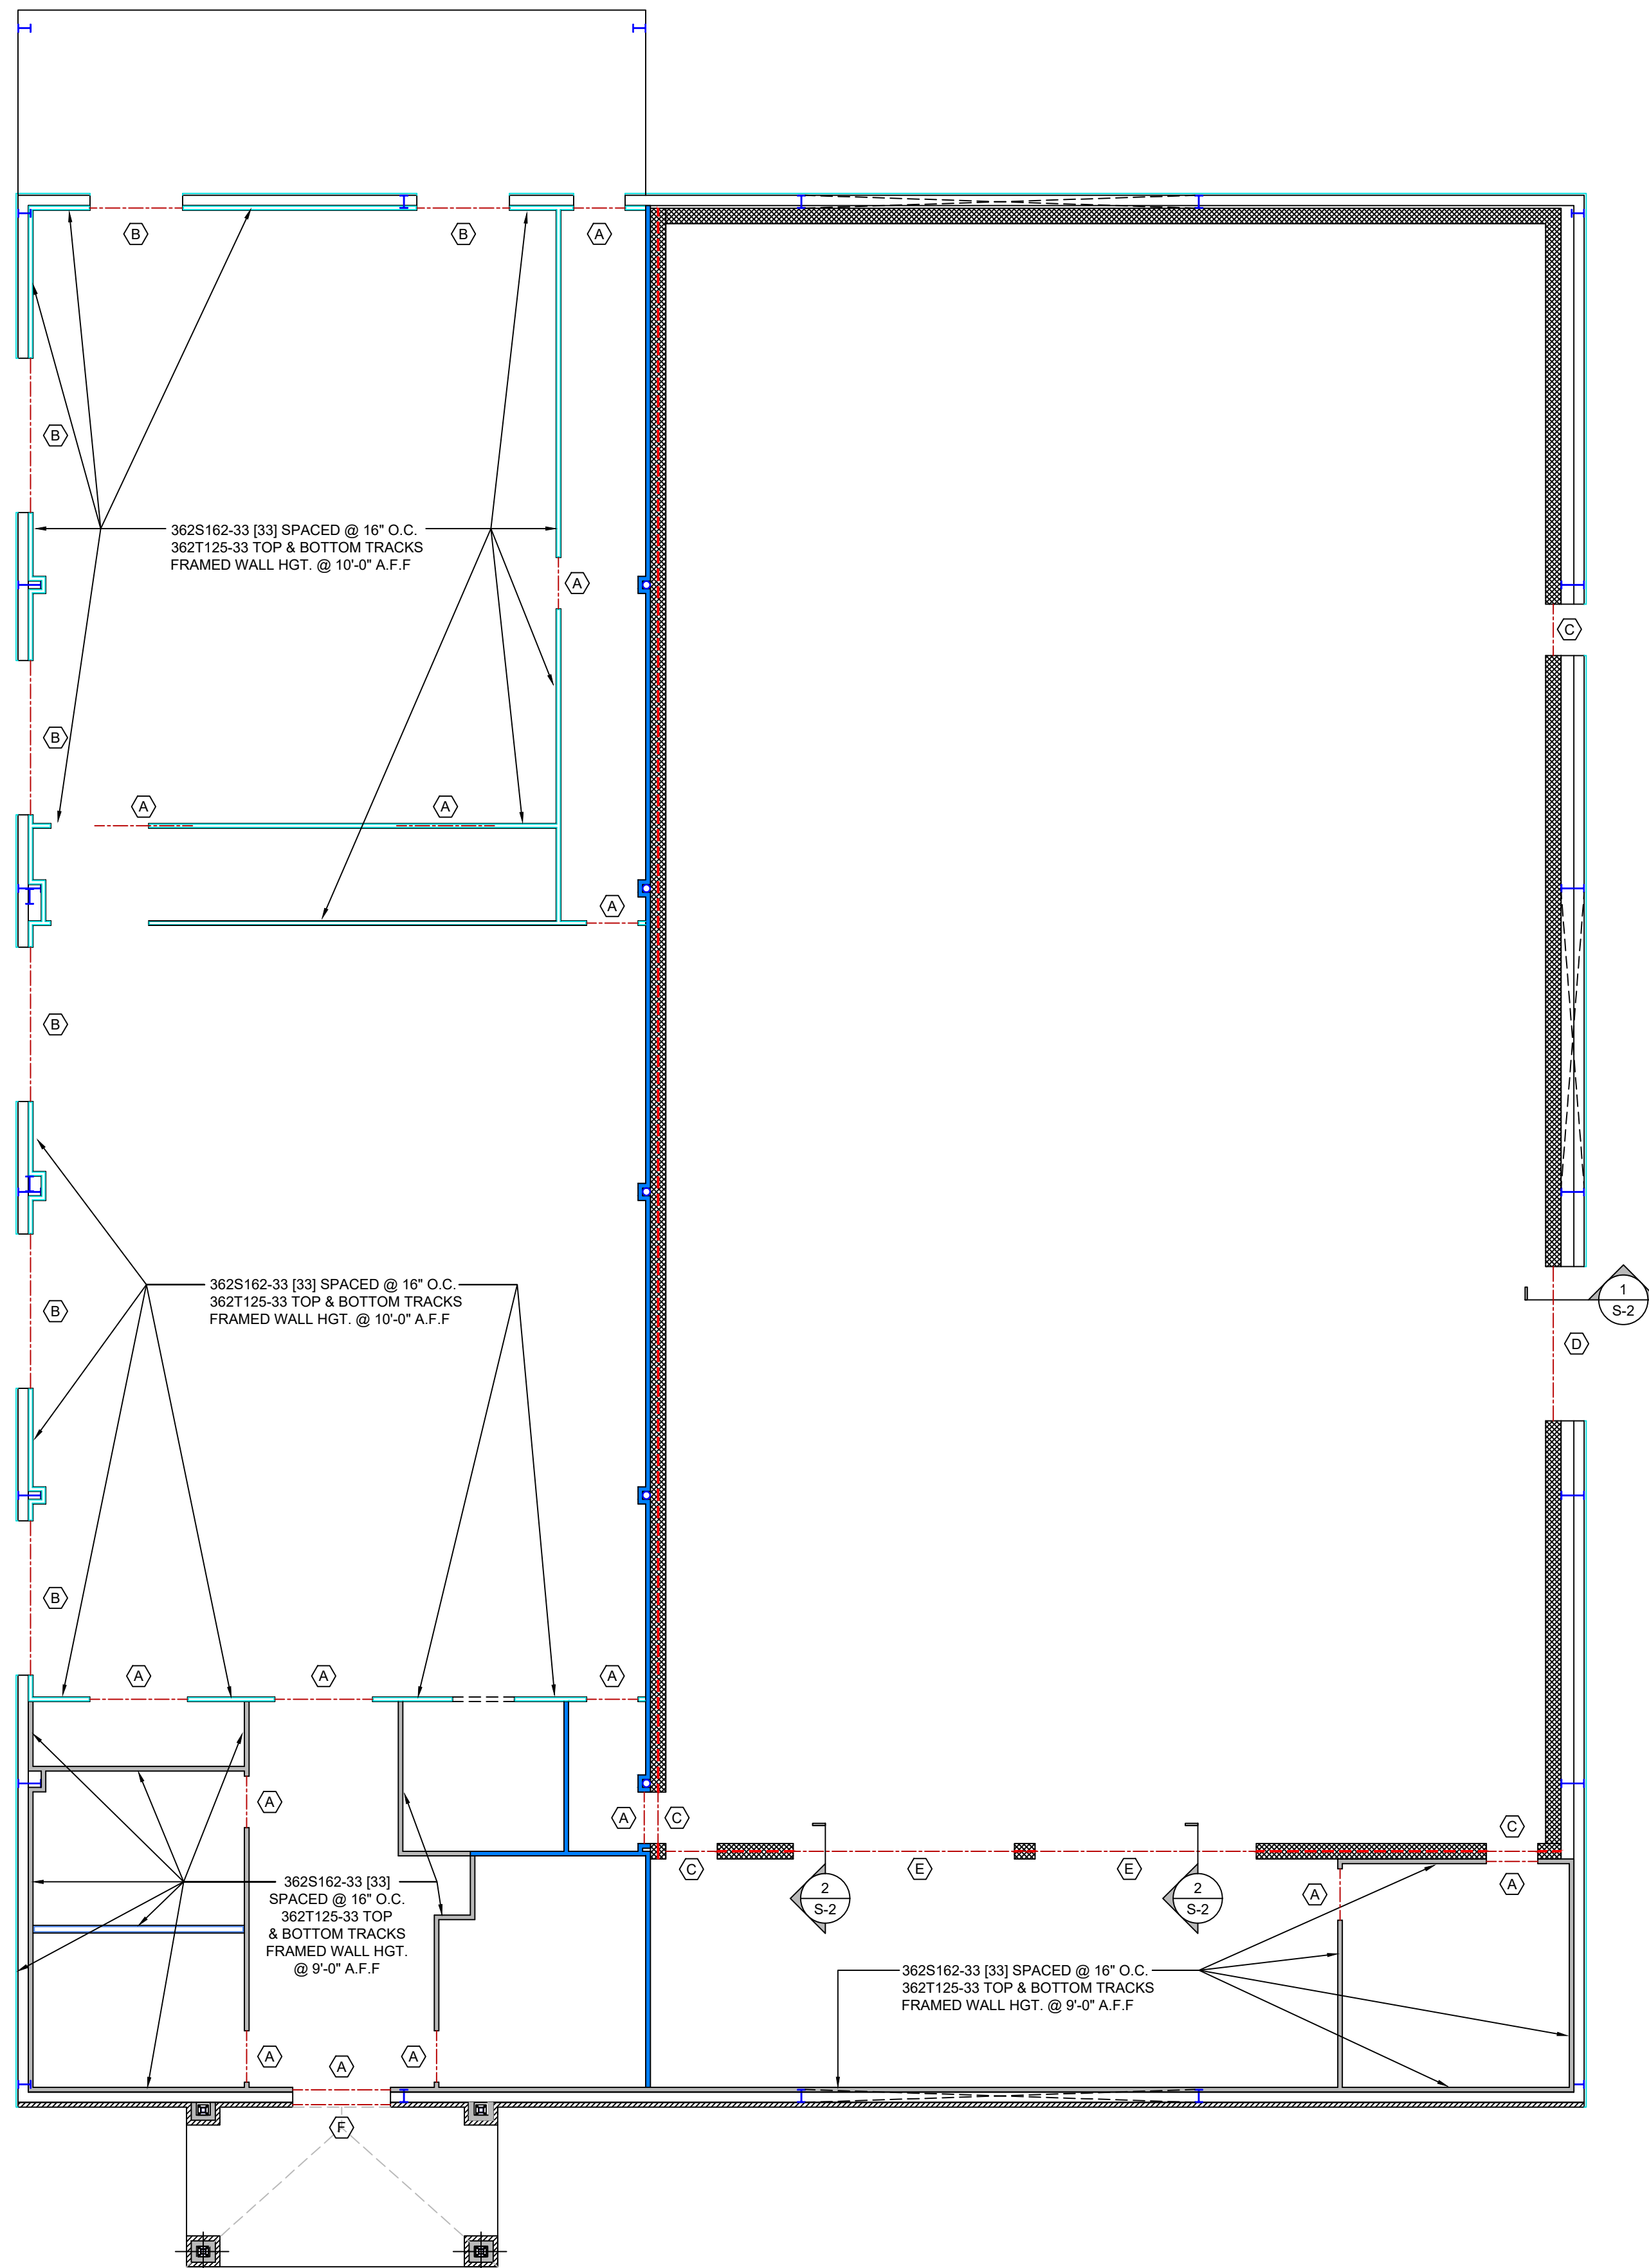 B
B
A
B
362S162-33 [33] SPACED @ 16" O.C.
362T125-33 TOP & BOTTOM TRACKS
FRAMED WALL HGT. @ 10'-0" A.F.F
A
C
B
A
A
A
B
362S162-33 [33] SPACED @ 16" O.C.
362T125-33 TOP & BOTTOM TRACKS
FRAMED WALL HGT. @ 10'-0" A.F.F
1
S-2
B
D
B
A
A
A
A
A
C
C
C
E
E
2
S-2
2
S-2
A
A
362S162-33 [33]
SPACED @ 16" O.C.
362T125-33 TOP
& BOTTOM TRACKS
FRAMED WALL HGT.
@ 9'-0" A.F.F
362S162-33 [33] SPACED @ 16" O.C.
362T125-33 TOP & BOTTOM TRACKS
FRAMED WALL HGT. @ 9'-0" A.F.F
A
A
A
F